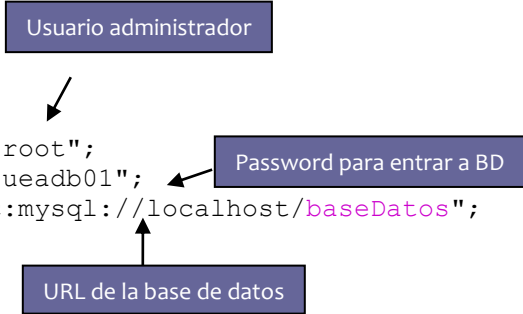 Usuario administrador
root";
ueadb01";
Password para entrar a BD
:mysql://localhost/baseDatos";
URL de la base de datos